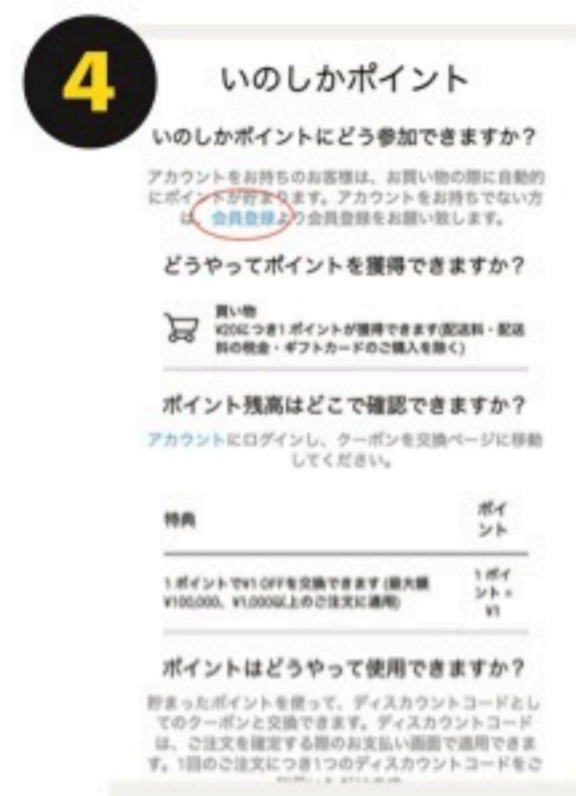 4
いのしかポイント
いのしかポイントにどう参加できますか？
アカウントをお持ちのお客様は、お買い物の際に自動的
にポイントが貯まります。アカウントをお持ちでない方
は、会員登録より会員登録をお願い致します。
どうやってポイントを獲得できますか？
買い物
¥20につき1ポイントが獲得できます(配送料・配送
料の税金・ギフトカードのご購入を除く)
ポイント残高はどこで確認できますか？
アカウントにログインし、クーポンを交換ページに移動
してください。
特典
ポイ
ント
1ポイントで¥1 OFFを交換できます (最大額
¥100,000、¥1,000以上のご注文に適用)
1 ポイ
ント =
¥1
ポイントはどうやって使用できますか？
貯まったポイントを使って、ディスカウントコードとし
てのクーポンと交換できます。ディスカウントコード
は、ご注文を確定する際のお支払い画面で適用できま
す。1回のご注文につき1つのディスカウントコードをご